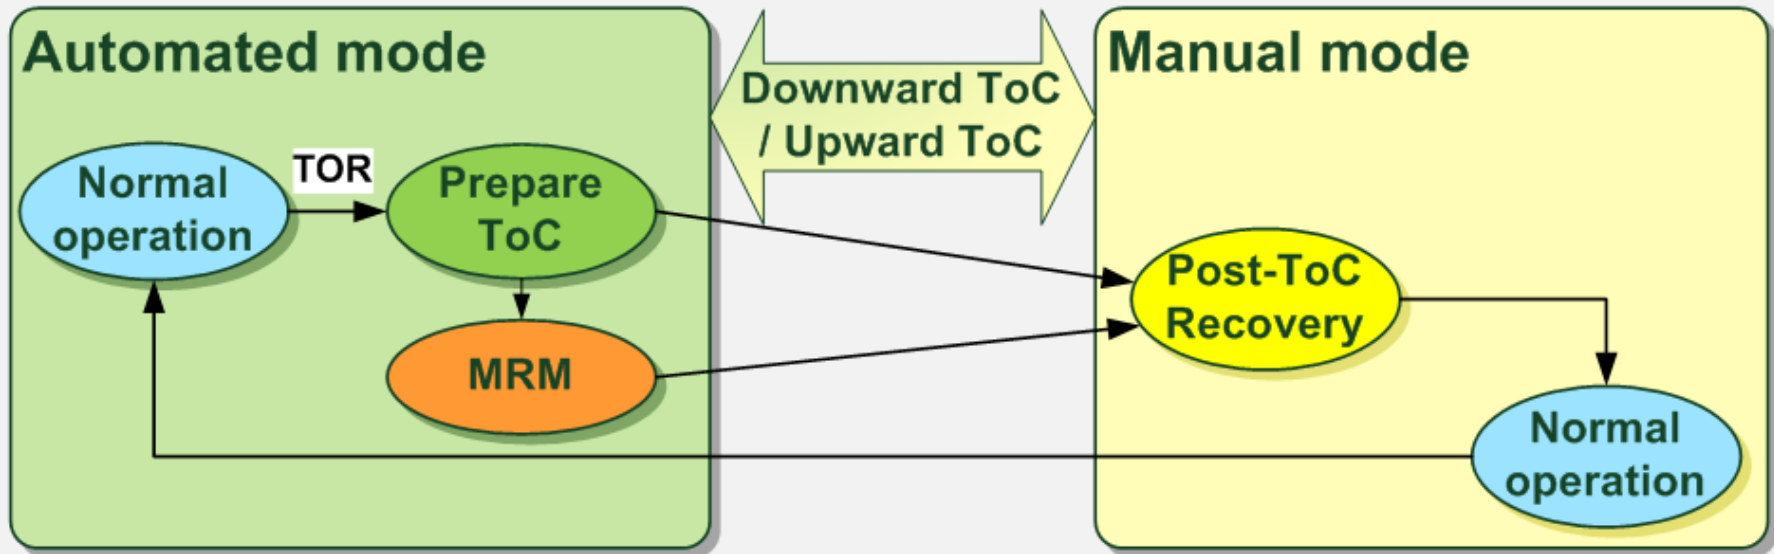 Automated mode
Downward ToC
/ Upward ToC
Manual mode
Normal
operation
TOR
Prepare
ToC
MRM
Post-ToC
Recovery
Normal
operation